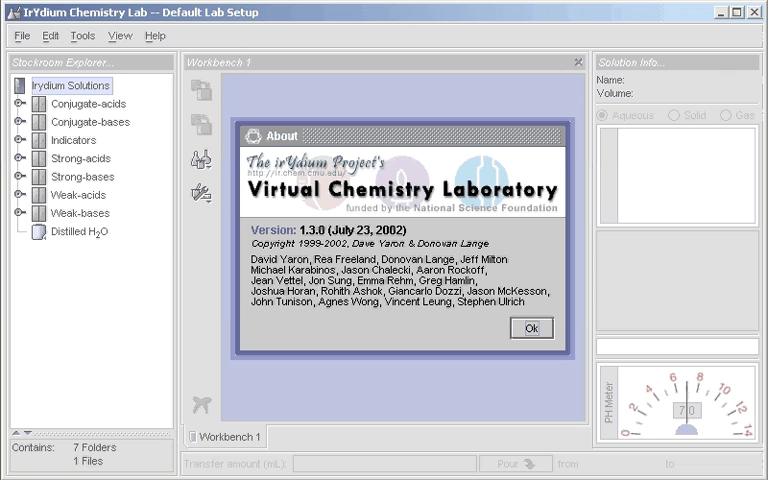 IrYdium Chemistry Lab -- Default Lab Setup
File Edit Tools View Help
Stockroom Explorer...
Irydium Solutions
Conjugate-acids
Conjugate-bases
Indicators
Strong-acids
Strong-bases
Weak-acids
Weak-bases
Distilled H₂O
Contains: 7 Folders
1 Files
Workbench 1
About
The irYdium Project's
http://ir.chem.cmu.edu/
Virtual Chemistry Laboratory
funded by the National Science Foundation
Version: 1.3.0 (July 23, 2002)
Copyright 1999-2002, Dave Yaron & Donovan Lange
David Yaron, Rea Freeland, Donovan Lange, Jeff Milton
Michael Karabinos, Jason Chalecki, Aaron Rockoff,
Jean Vettel, Jon Sung, Emma Rehm, Greg Hamlin,
Joshua Horan, Rohith Ashok, Giancarlo Dozzi, Jason McKesson,
John Tunison, Agnes Wong, Vincent Leung, Stephen Ulrich
Ok
Workbench 1
Transfer amount (mL): Pour from to
Solution Info...
Name:
Volume:
Aqueous Solid Gas
PH Meter
0 2 4 6 8 10 12 14
7.0